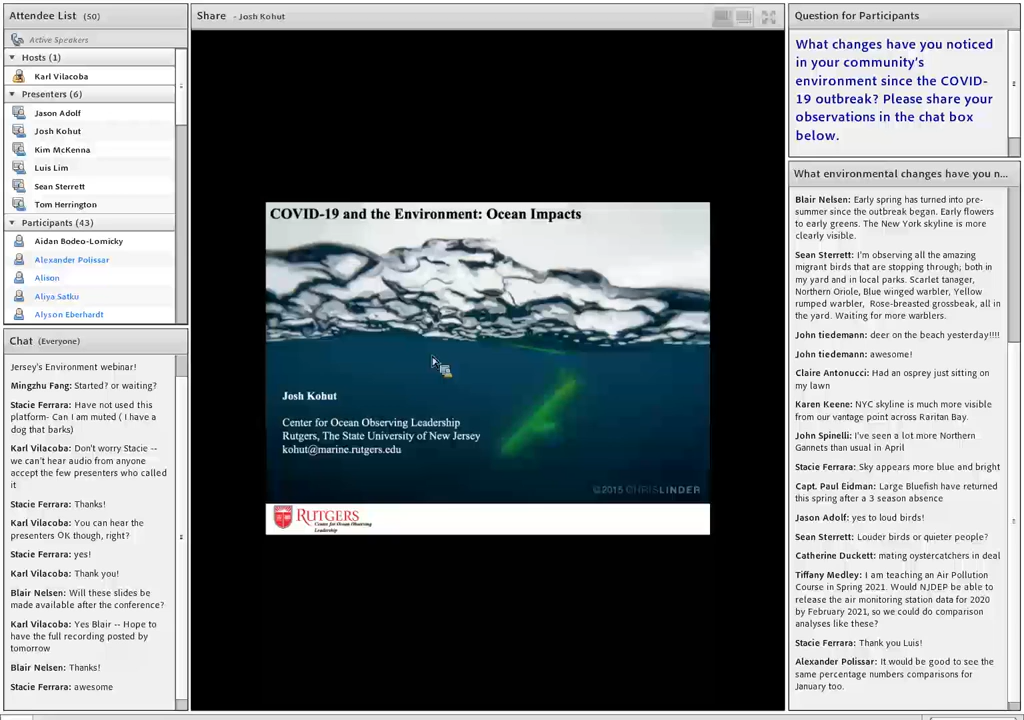 Attendee List (50)
Active Speakers
Hosts (1)
Karl Vilacoba
Presenters (6)
Jason Adolf
Josh Kohut
Kim McKenna
Luis Lim
Sean Sterrett
Tom Herrington
Participants (43)
Aidan Bodeo-Lomicky
Alexander Polissar
Alison
Aliya Satku
Alyson Eberhardt
Chat (Everyone)
Jersey's Environment webinar!
Mingzhu Fang: Started? or waiting?
Stacie Ferrara: Have not used this
platform- Can I am muted ( I have a
dog that barks)
Karl Vilacoba: Don't worry Stacie --
we can't hear audio from anyone
accept the few presenters who called
it
Stacie Ferrara: Thanks!
Karl Vilacoba: You can hear the
presenters OK though, right?
Stacie Ferrara: yes!
Karl Vilacoba: Thank you!
Blair Nelsen: Will these slides be
made available after the conference?
Karl Vilacoba: Yes Blair -- Hope to
have the full recording posted by
tomorrow
Blair Nelsen: Thanks!
Stacie Ferrara: awesome
Share - Josh Kohut
COVID-19 and the Environment: Ocean Impacts
Josh Kohut
Center for Ocean Observing Leadership
Rutgers, The State University of New Jersey
kohut@marine.rutgers.edu
©2015 CHRISLINDER
RUTGERS
Center for Ocean Observing
Leadership
Question for Participants
What changes have you noticed
in your community's
environment since the COVID-
19 outbreak? Please share your
observations in the chat box
below.
What environmental changes have you n...
Blair Nelsen: Early spring has turned into pre-
summer since the outbreak began. Early flowers
to early greens. The New York skyline is more
clearly visible.
Sean Sterrett: I'm observing all the amazing
migrant birds that are stopping through; both in
my yard and in local parks. Scarlet tanager,
Northern Oriole, Blue winged warbler, Yellow
rumped warbler, Rose-breasted grossbeak, all in
the yard. Waiting for more warblers.
John tiedemann: deer on the beach yesterday!!!!
John tiedemann: awesome!
Claire Antonucci: Had an osprey just sitting on
my lawn
Karen Keene: NYC skyline is much more visible
from our vantage point across Raritan Bay.
John Spinelli: I've seen a lot more Northern
Gannets than usual in April
Stacie Ferrara: Sky appears more blue and bright
Capt. Paul Eidman: Large Bluefish have returned
this spring after a 3 season absence
Jason Adolf: yes to loud birds!
Sean Sterrett: Louder birds or quieter people?
Catherine Duckett: mating oystercatchers in deal
Tiffany Medley: I am teaching an Air Pollution
Course in Spring 2021. Would NJDEP be able to
release the air monitoring station data for 2020
by February 2021, so we could do comparison
analyses like these?
Stacie Ferrara: Thank you Luis!
Alexander Polissar: It would be good to see the
same percentage numbers comparisons for
January too.